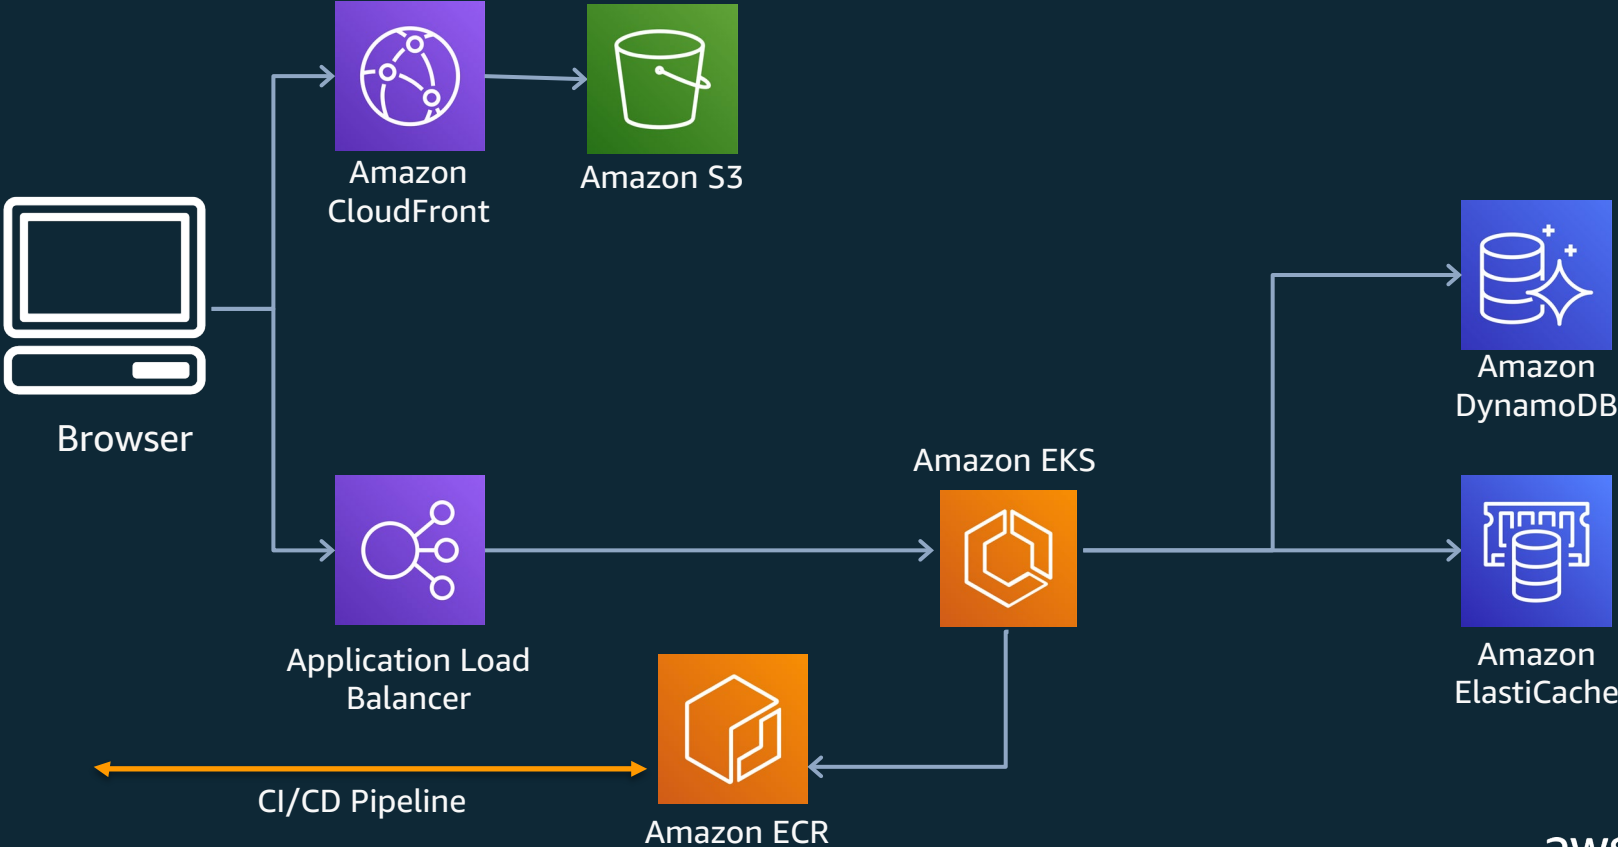 Amazon
CloudFront
Amazon S3
Browser
Amazon
DynamoDB
Amazon EKS
Application Load
Balancer
Amazon
ElastiCache
CI/CD Pipeline
Amazon ECR
aws